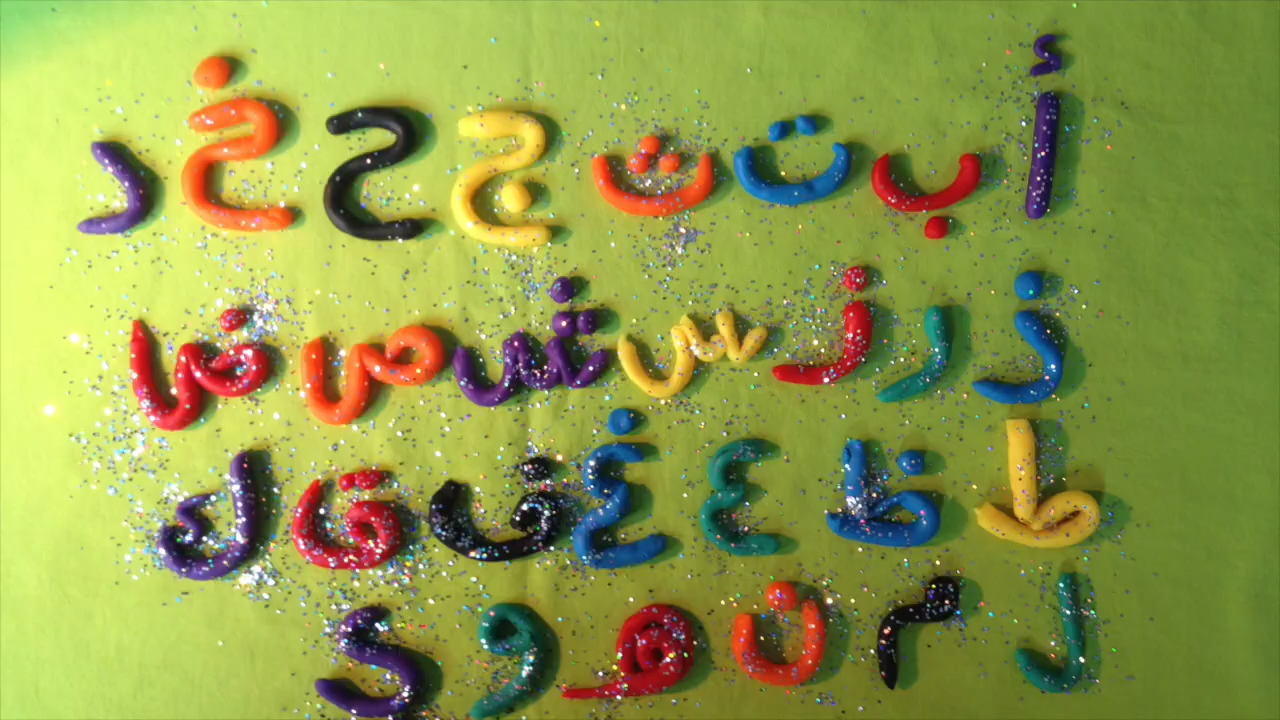 أ ب ت ث ج ح خ د
ذ ر ز س ش ص ض
ط ظ ع غ ف ق ك
ل م ن ه و ي